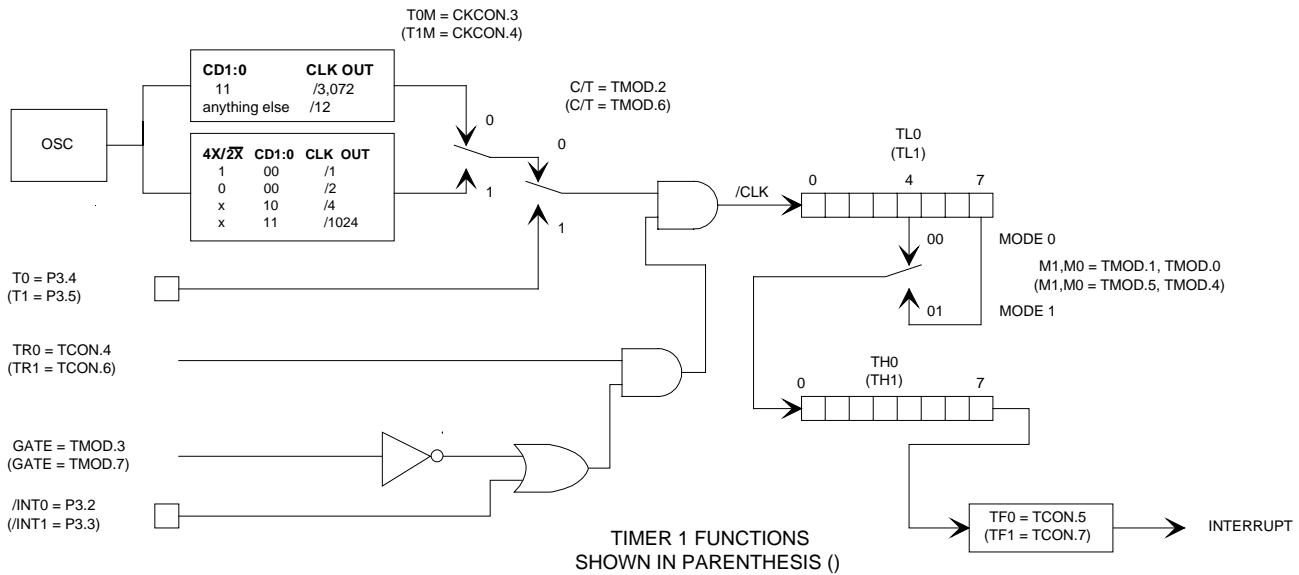 T0M = CKCON.3
(T1M = CKCON.4)
CD1:0 CLK OUT
11 /3,072
anything else /12
OSC
4X/2X CD1:0 CLK OUT
1 00 /1
0 00 /2
x 10 /4
x 11 /1024
0
1
C/T = TMOD.2
(C/T = TMOD.6)
0
1
/CLK
TL0
(TL1)
0 4 7
00 MODE 0
M1,M0 = TMOD.1, TMOD.0
(M1,M0 = TMOD.5, TMOD.4)
01 MODE 1
T0 = P3.4
(T1 = P3.5)
TR0 = TCON.4
(TR1 = TCON.6)
TH0
(TH1)
0 7
GATE = TMOD.3
(GATE = TMOD.7)
/INT0 = P3.2
(/INT1 = P3.3)
TF0 = TCON.5
(TF1 = TCON.7)
INTERRUPT
TIMER 1 FUNCTIONS
SHOWN IN PARENTHESIS ()